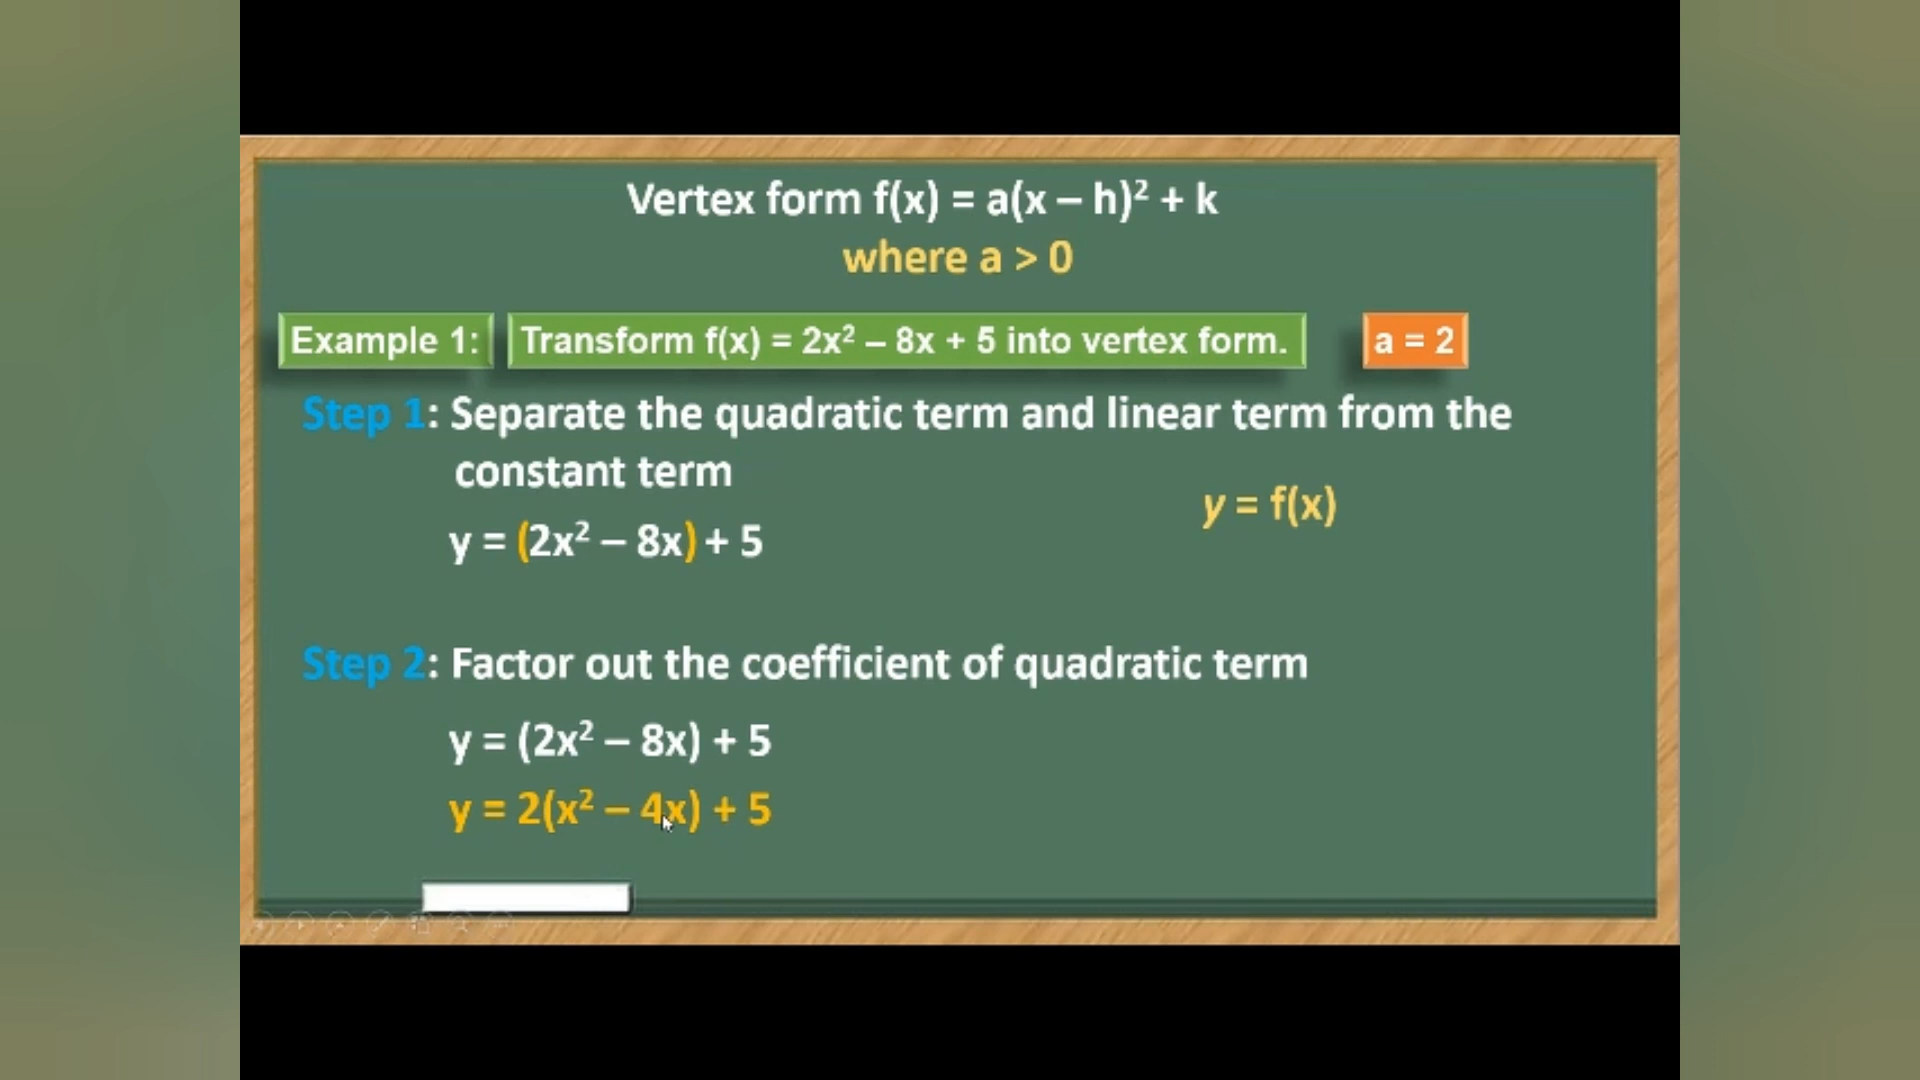 Vertex form f(x) = a(x – h)² + k
where a > 0
Example 1: Transform f(x) = 2x² – 8x + 5 into vertex form. a = 2
Step 1: Separate the quadratic term and linear term from the
constant term
y = f(x)
y = (2x² – 8x) + 5
Step 2: Factor out the coefficient of quadratic term
y = (2x² – 8x) + 5
y = 2(x² – 4x) + 5